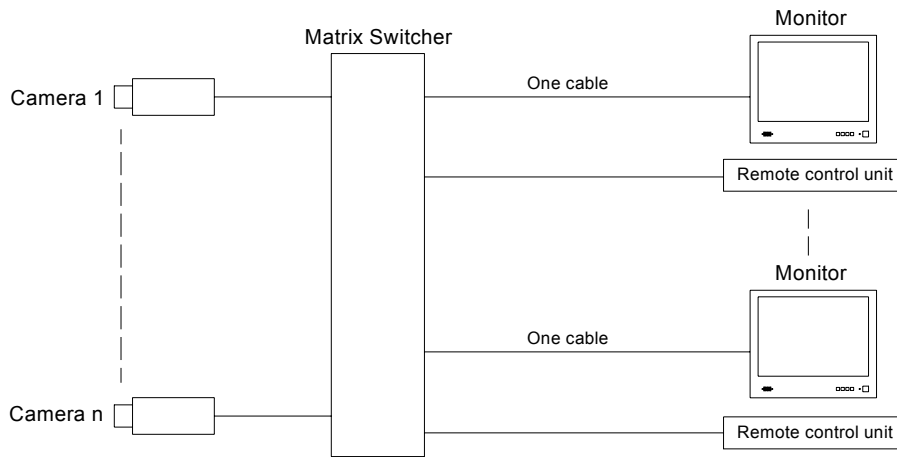 Monitor
Matrix Switcher
Camera 1
One cable
Remote control unit
Monitor
One cable
Camera n
Remote control unit